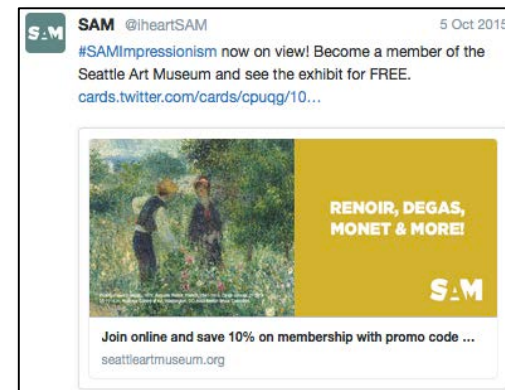 SAM @iheartSAM 5 Oct 2015
#SAMImpressionism now on view! Become a member of the
Seattle Art Museum and see the exhibit for FREE.
cards.twitter.com/cards/cpuqg/10…
RENOIR, DEGAS,
MONET & MORE!
SAM
Join online and save 10% on membership with promo code ...
seattleartmuseum.org